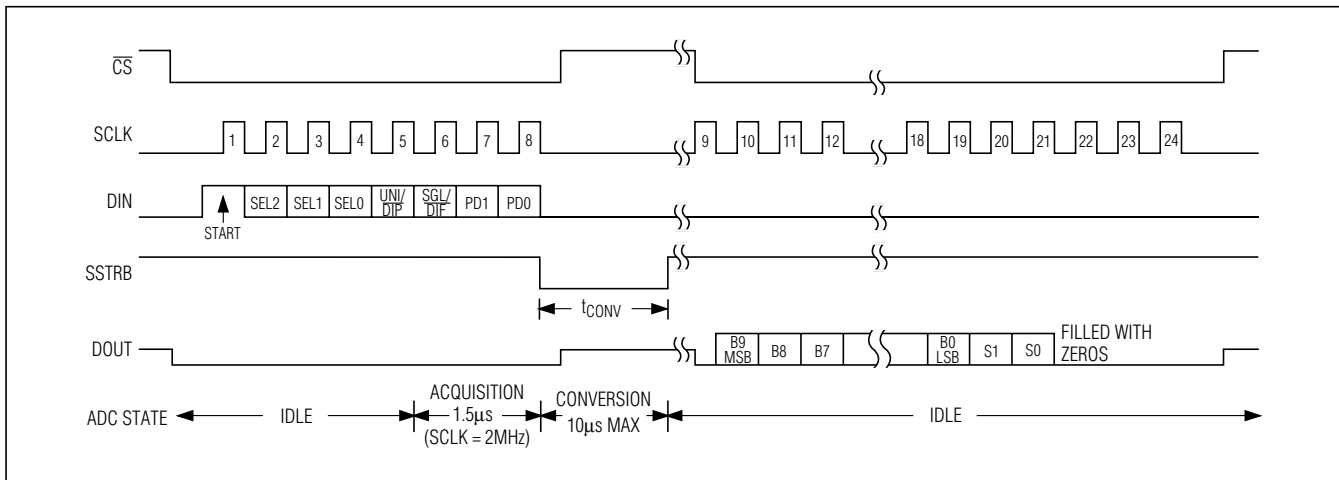 CS
SCLK
1 2 3 4 5 6 7 8 9 10 11 12 18 19 20 21 22 23 24
DIN
SEL2 SEL1 SEL0 UNI/ DIP SGL/ DIF PD1 PD0
START
SSTRB
tCONV
DOUT
B9 MSB B8 B7 B0 LSB S1 S0
FILLED WITH
ZEROS
ADC STATE
IDLE
ACQUISITION
1.5µs
(SCLK = 2MHz)
CONVERSION
10µs MAX
IDLE